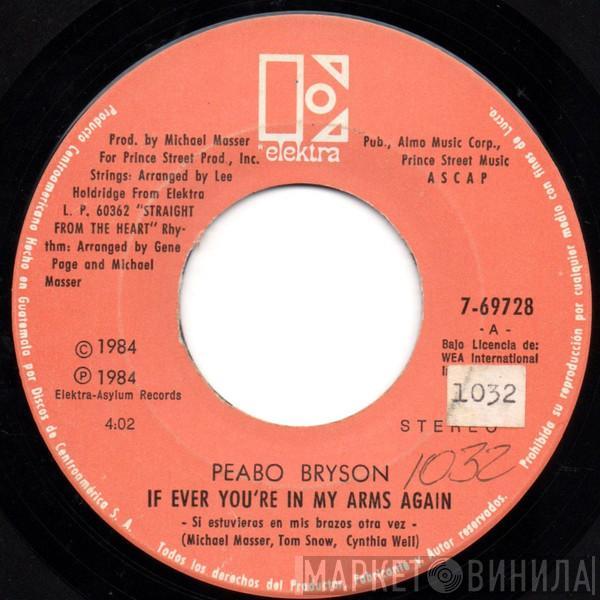 elektra
Prod. by Michael Masser
For Prince Street Prod., Inc.
Strings: Arranged by Lee
Holdridge From Elektra
L. P. 60362 "STRAIGHT
FROM THE HEART" Rhy-
thm: Arranged by Gene
Page and Michael
Masser
Pub., Almo Music Corp.,
Prince Street Music
ASCAP
© 1984
℗ 1984
Elektra-Asylum Records
4:02
7-69728
-A-
Bajo Licencia de:
WEA International
1032
STEREO
1032
PEABO BRYSON
IF EVER YOU'RE IN MY ARMS AGAIN
- Si estuvieras en mis brazos otra vez -
(Michael Masser, Tom Snow, Cynthia Weil)
Producto Centroamericano Hecho en Guatemala por Discos de Centroamérica S. A.
Todos los derechos del Productor, Fabricante y Autor reservados.
Prohibida su reproducción por cualquier medio con fines de Lucro.
МАРКЕТ ВИНИЛА